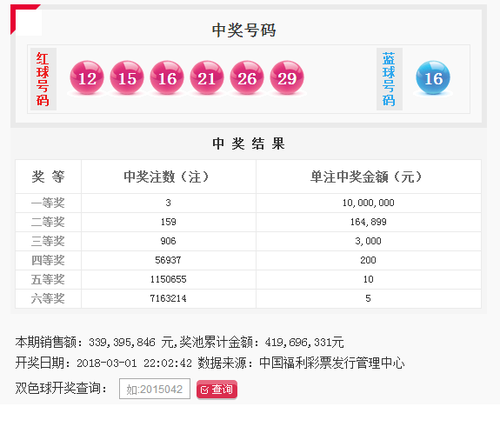 中奖号码
红球号码 12 15 16 21 26 29 蓝球号码 16
中 奖 结 果
奖 等 中奖注数（注） 单注中奖金额（元）
一等奖 3 10,000,000
二等奖 159 164,899
三等奖 906 3,000
四等奖 56937 200
五等奖 1150655 10
六等奖 7163214 5
本期销售额：339,395,846 元,奖池累计金额：419,696,331元
开奖日期：2018-03-01 22:02:42 数据来源：中国福利彩票发行管理中心
双色球开奖查询： 如:2015042 查询